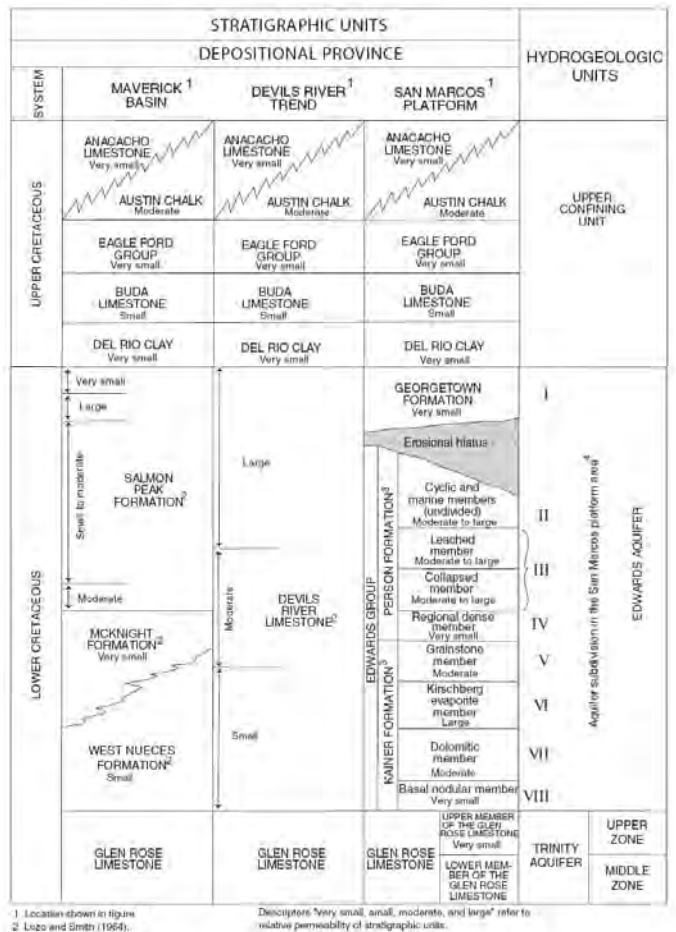 STRATIGRAPHIC UNITS
DEPOSITIONAL PROVINCE
HYDROGEOLOGIC
UNITS
SYSTEM
MAVERICK 1
BASIN
DEVILS RIVER 1
TREND
SAN MARCOS 1
PLATFORM
UPPER CRETACEOUS
ANACACHO
LIMESTONE
Very small
AUSTIN CHALK
Moderate
ANACACHO
LIMESTONE
Very small
AUSTIN CHALK
Moderate
ANACACHO
LIMESTONE
Very small
AUSTIN CHALK
Moderate
UPPER
CONFINING
UNIT
EAGLE FORD
GROUP
Very small
EAGLE FORD
GROUP
Very small
EAGLE FORD
GROUP
Very small
BUDA
LIMESTONE
Small
BUDA
LIMESTONE
Small
BUDA
LIMESTONE
Small
DEL RIO CLAY
Very small
DEL RIO CLAY
Very small
DEL RIO CLAY
Very small
LOWER CRETACEOUS
Very small
Large
Small to moderate
SALMON
PEAK
FORMATION 2
Moderate
MCKNIGHT
FORMATION 2
Very small
WEST NUECES
FORMATION 2
Small
Large
Moderate
DEVILS
RIVER
LIMESTONE 2
Small
GEORGETOWN
FORMATION
Very small
Erosional hiatus
EDWARDS GROUP
PERSON FORMATION 3
Cyclic and
marine members
(undivided)
Moderate to large
Leached
member
Moderate to large
Collapsed
member
Moderate to large
Regional dense
member
Very small
KAINER FORMATION 3
Grainstone
member
Moderate
Kirschberg
evaporite
member
Large
Dolomitic
member
Moderate
Basal nodular member
Very small
I
II
III
IV
V
VI
VII
VIII
Aquifer subdivision in the San Marcos platform area 4
EDWARDS AQUIFER
GLEN ROSE
LIMESTONE
GLEN ROSE
LIMESTONE
GLEN ROSE
LIMESTONE
UPPER MEMBER
OF THE GLEN
ROSE LIMESTONE
Very small
LOWER MEM-
BER OF THE
GLEN ROSE
LIMESTONE
TRINITY
AQUIFER
UPPER
ZONE
MIDDLE
ZONE
1 Location shown in figure
2 Lozo and Smith (1964).
Descriptors "very small, small, moderate, and large" refer to
relative permeability of stratigraphic units.